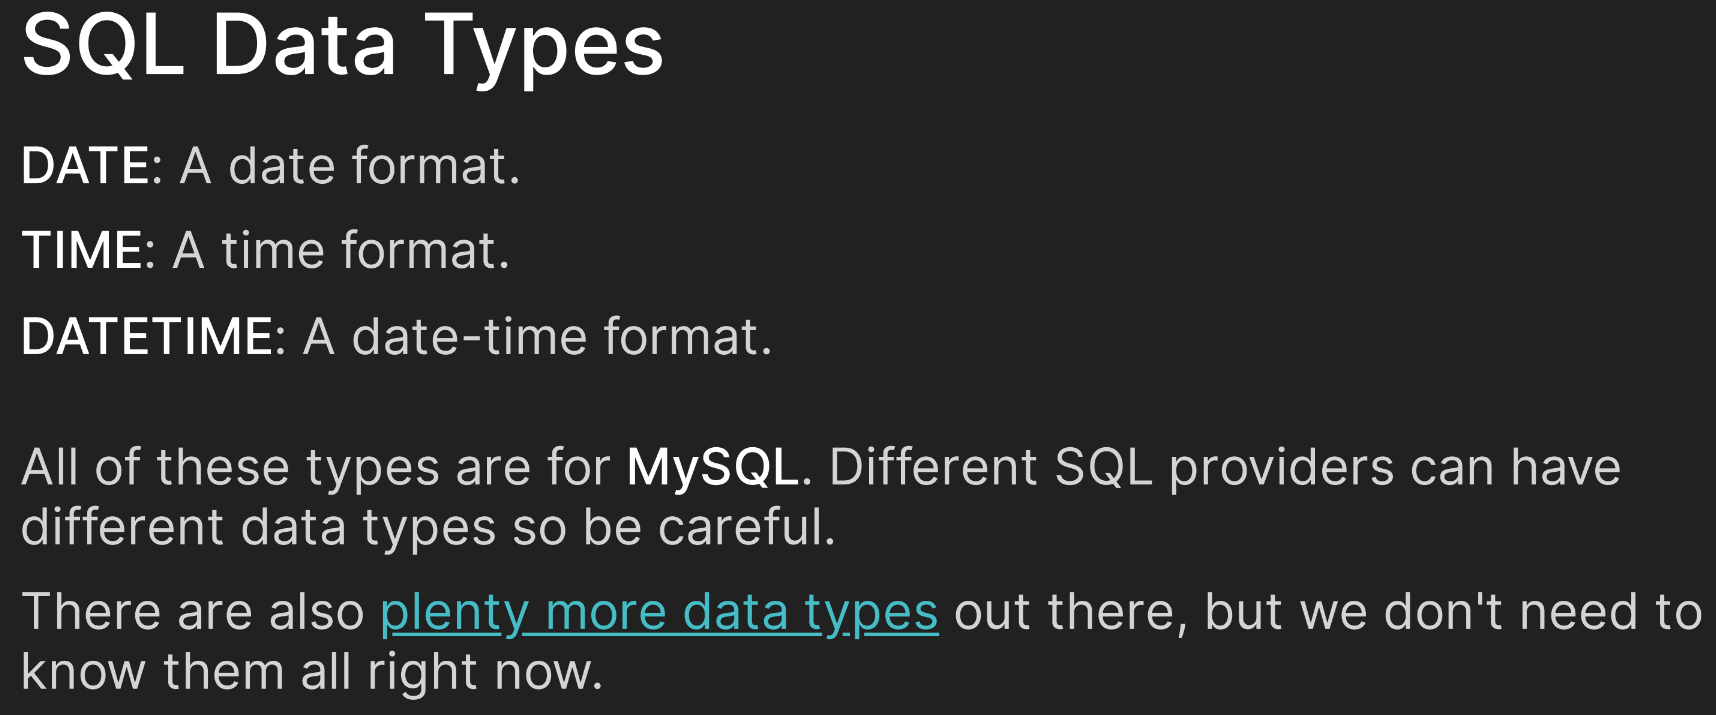 SQL Data Types
DATE: A date format.
TIME: A time format.
DATETIME: A date-time format.
All of these types are for MySQL. Different SQL providers can have
different data types so be careful.
There are also plenty more data types out there, but we don't need to
know them all right now.